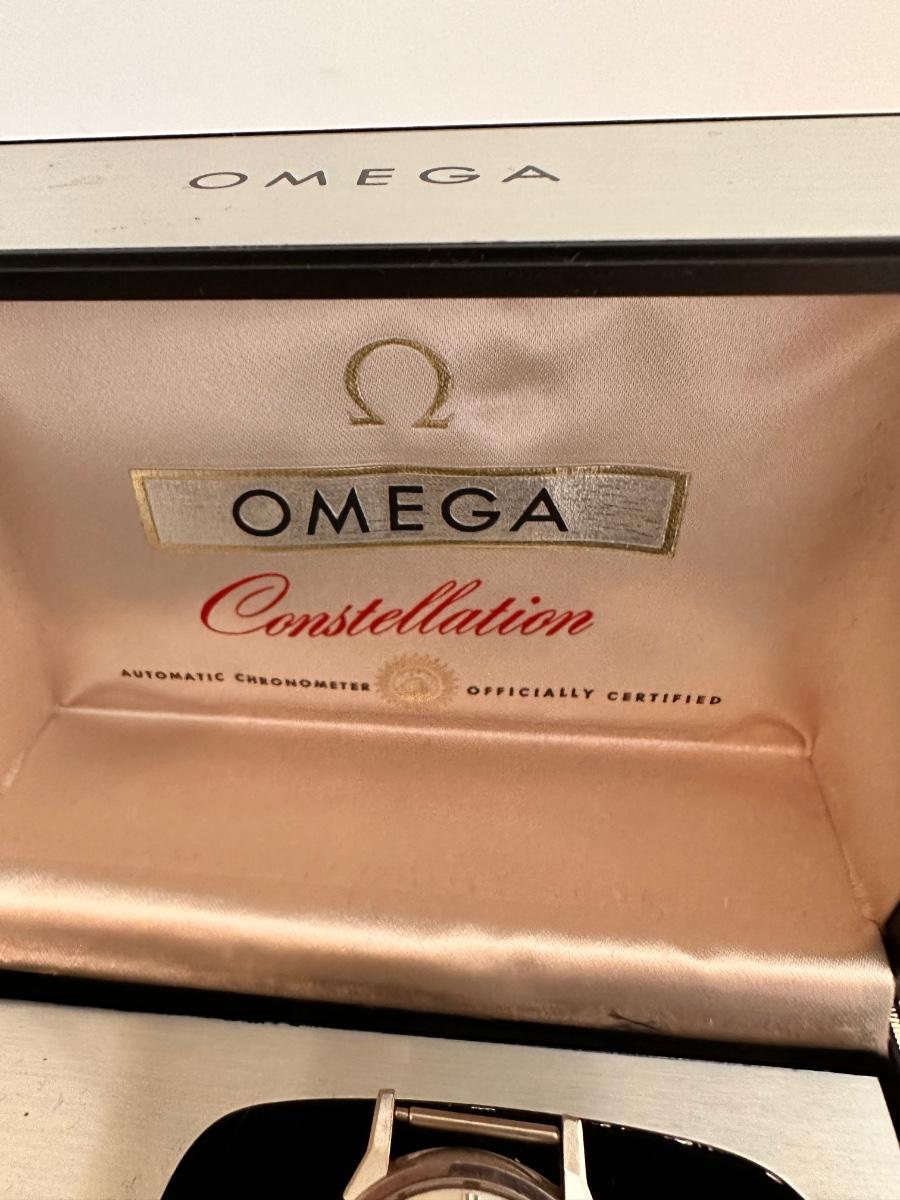 OMEGA
Ω
OMEGA
Constellation
AUTOMATIC CHRONOMETER OFFICIALLY CERTIFIED